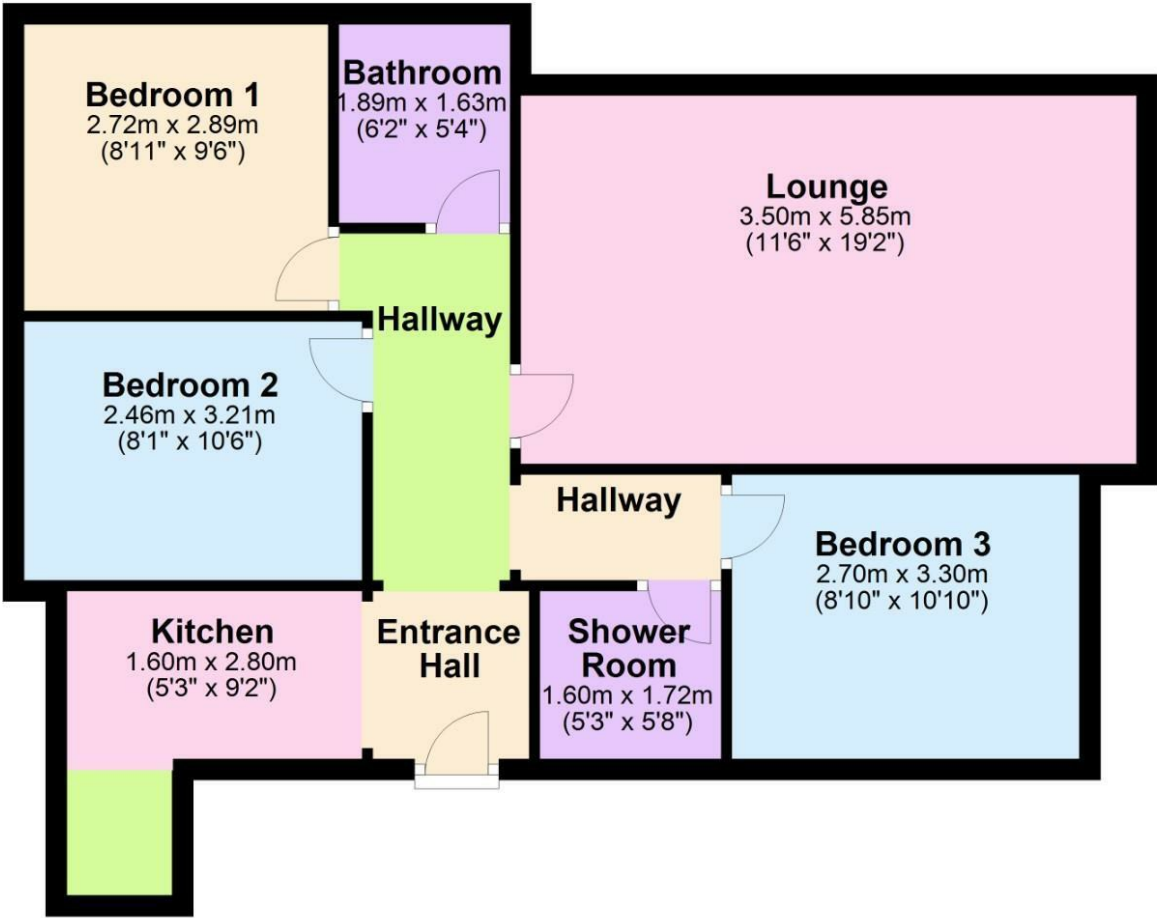 Bedroom 1
2.72m x 2.89m
(8'11" x 9'6")
Bathroom
1.89m x 1.63m
(6'2" x 5'4")
Lounge
3.50m x 5.85m
(11'6" x 19'2")
Hallway
Bedroom 2
2.46m x 3.21m
(8'1" x 10'6")
Hallway
Bedroom 3
2.70m x 3.30m
(8'10" x 10'10")
Kitchen
1.60m x 2.80m
(5'3" x 9'2")
Entrance
Hall
Shower
Room
1.60m x 1.72m
(5'3" x 5'8")